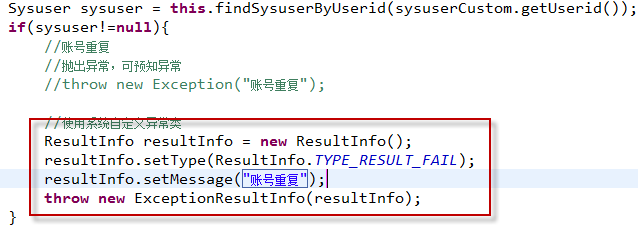 Sysuser sysuser = this.findSysuserByUserid(sysuserCustom.getUserid());
if(sysuser!=null){
//账号重复
//抛出异常，可预知异常
//throw new Exception("账号重复");
//使用系统自定义异常类
ResultInfo resultInfo = new ResultInfo();
resultInfo.setType(ResultInfo.TYPE_RESULT_FAIL);
resultInfo.setMessage("账号重复");
throw new ExceptionResultInfo(resultInfo);
}